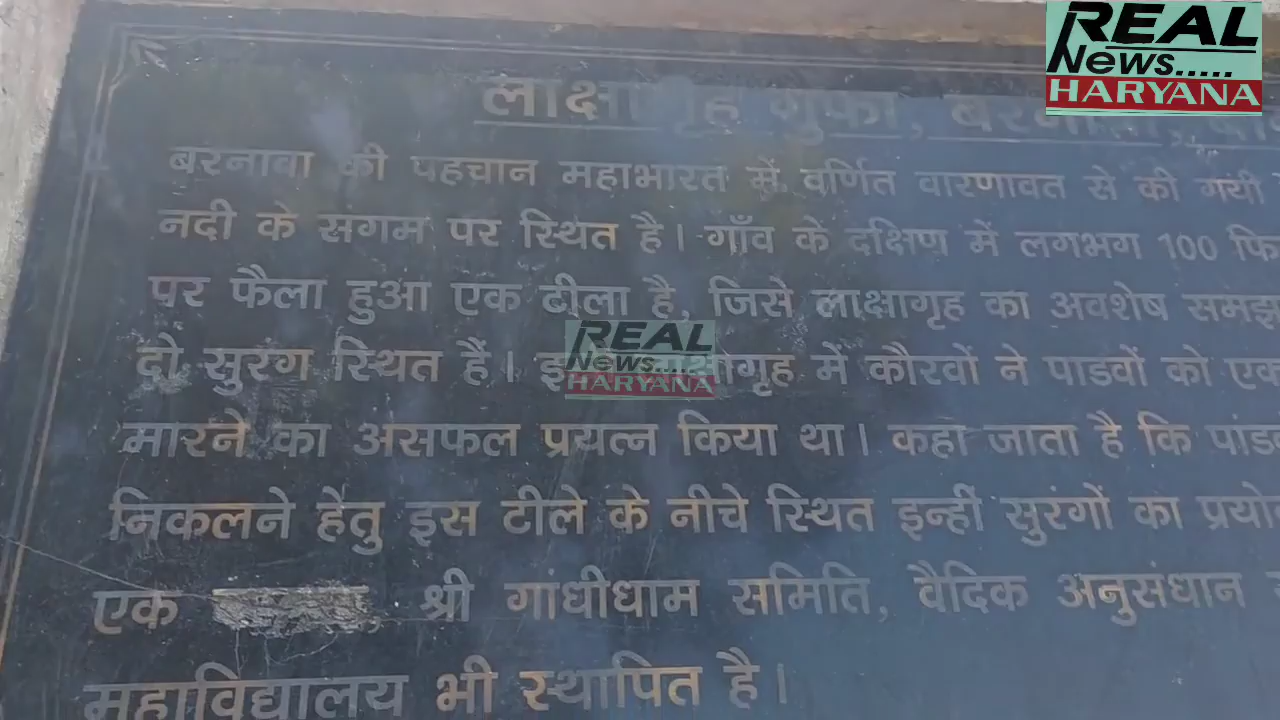 REAL
News.....
HARYANA
लाक्षागृह गुफा, बरनावा,
बरनावा की पहचान महाभारत में वर्णित वारणावत से की गयी
नदी के सगम पर स्थित है। गाँव के दक्षिण में लगभग 100 फि
पर फैला हुआ एक टीला है, जिसे लाक्षागृह का अवशेष समझ
दो सुरंग स्थित हैं। गृह में कौरवों ने पाडवों को एक
REAL
News.....
HARYANA
मारने का असफल प्रयत्न किया था। कहा जाता है कि पांड
निकलने हेतु इस टीले के नीचे स्थित इन्हीं सुरंगों का प्रयो
एक श्री गांधीधाम समिति, वैदिक अनुसंधान
महाविद्यालय भी स्थापित है।